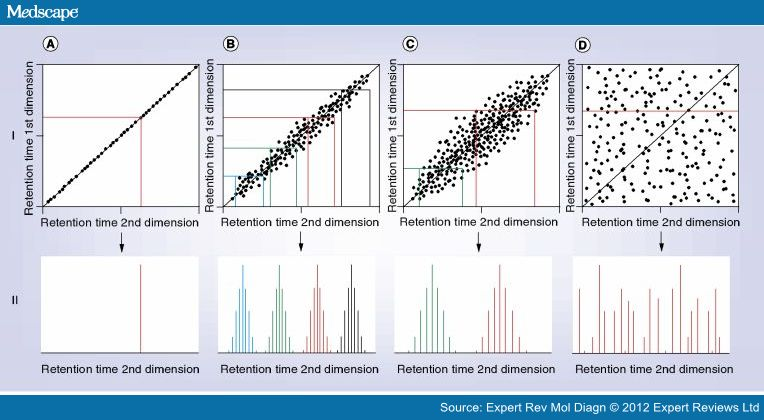 Medscape
A
B
C
D
I
Retention time 1st dimension
Retention time 1st dimension
Retention time 1st dimension
Retention time 1st dimension
Retention time 2nd dimension
Retention time 2nd dimension
Retention time 2nd dimension
Retention time 2nd dimension
II
Retention time 2nd dimension
Retention time 2nd dimension
Retention time 2nd dimension
Retention time 2nd dimension
Source: Expert Rev Mol Diagn © 2012 Expert Reviews Ltd